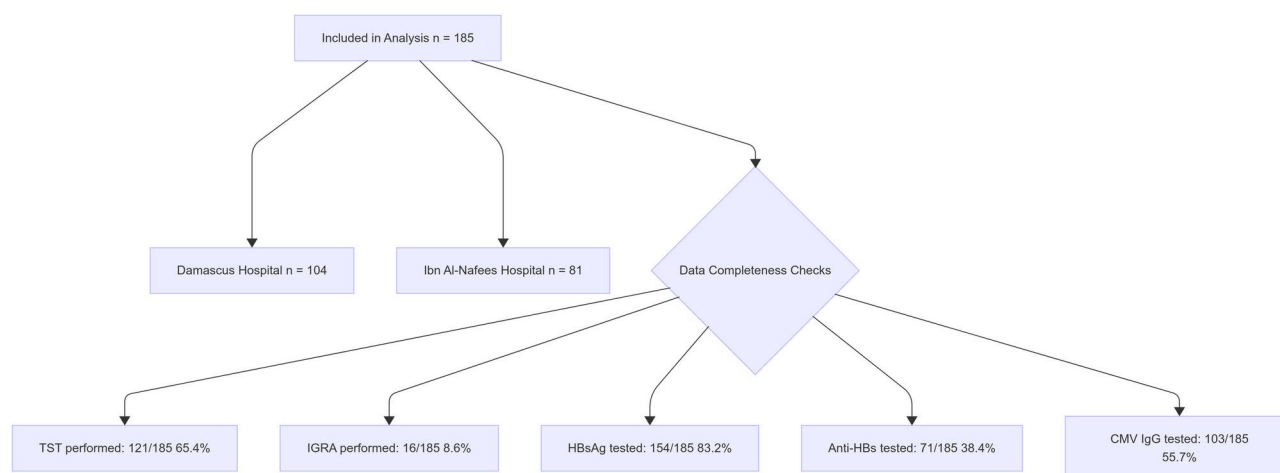 Included in Analysis n = 185
Damascus Hospital n = 104
Ibn Al-Nafees Hospital n = 81
Data Completeness Checks
TST performed: 121/185 65.4%
IGRA performed: 16/185 8.6%
HBsAg tested: 154/185 83.2%
Anti-HBs tested: 71/185 38.4%
CMV IgG tested: 103/185
55.7%